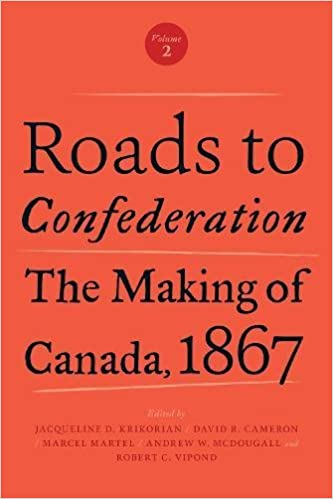 Volume
2
Roads to
Confederation
The Making of
Canada, 1867
Edited by
JACQUELINE D. KRIKORIAN / DAVID R. CAMERON
/ MARCEL MARTEL / ANDREW W. MCDOUGALL and
ROBERT C. VIPOND